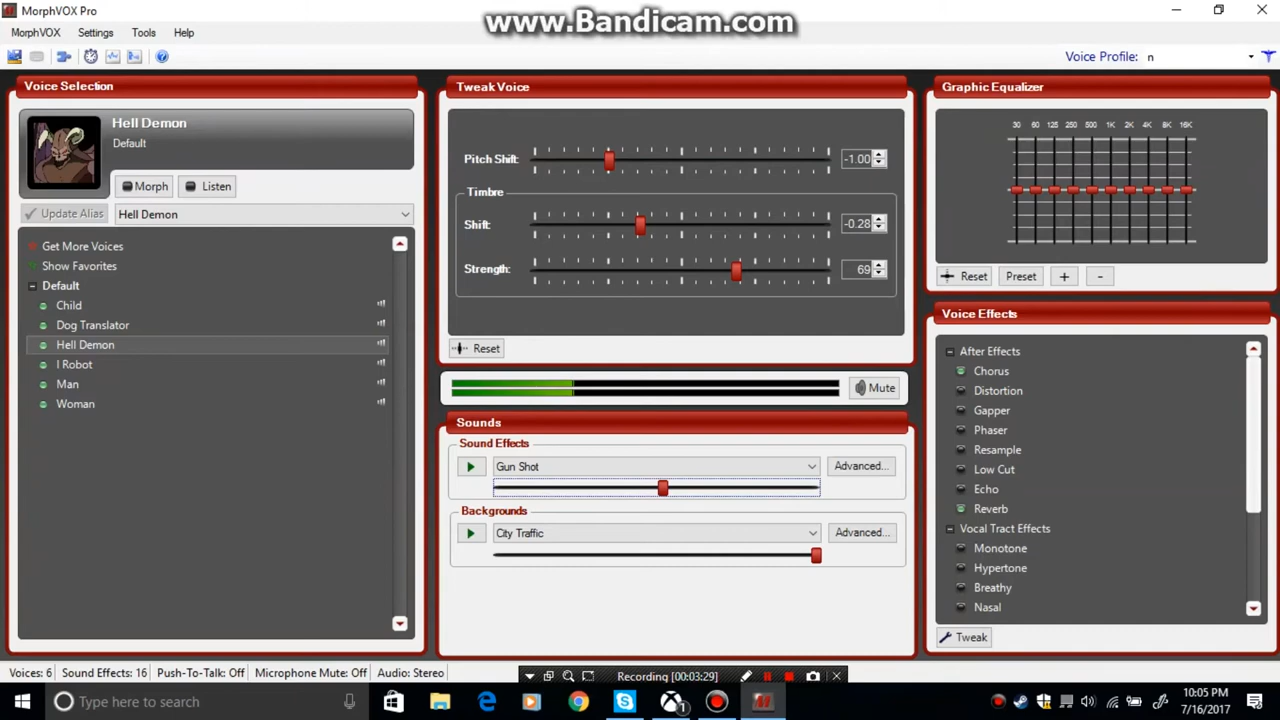 MorphVOX Pro
www.Bandicam.com
MorphVOX Settings Tools Help
Voice Profile: n
Voice Selection
Hell Demon
Default
Morph Listen
Update Alias Hell Demon
Get More Voices
Show Favorites
Default
Child
Dog Translator
Hell Demon
I Robot
Man
Woman
Tweak Voice
Pitch Shift: -1.00
Timbre
Shift: -0.28
Strength: 69
Reset
Mute
Sounds
Sound Effects
Gun Shot Advanced...
Backgrounds
City Traffic Advanced...
Graphic Equalizer
30 60 125 250 500 1K 2K 4K 8K 16K
Reset Preset + -
Voice Effects
After Effects
Chorus
Distortion
Gapper
Phaser
Resample
Low Cut
Echo
Reverb
Vocal Tract Effects
Monotone
Hypertone
Breathy
Nasal
Tweak
Voices: 6 Sound Effects: 16 Push-To-Talk: Off Microphone Mute: Off Audio: Stereo
Recording [00:03:29]
Type here to search
1
10:05 PM
7/16/2017